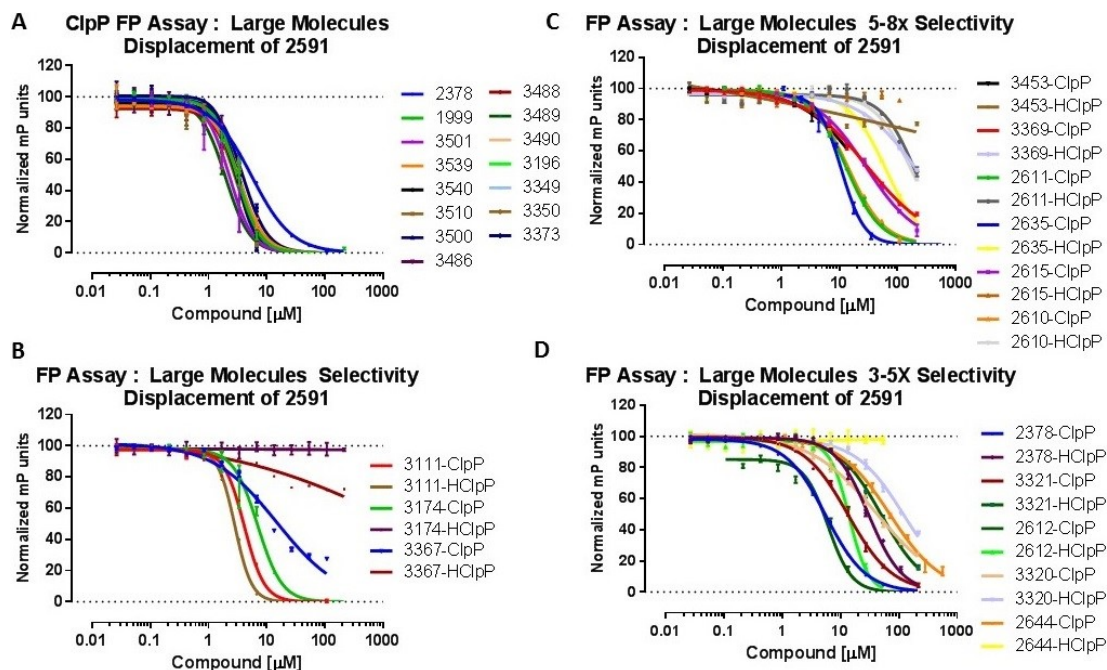 A
ClpP FP Assay : Large Molecules
Displacement of 2591
Normalized mP units
120
100
80
60
40
20
0
0.01
0.1
1
10
100
1000
Compound [µM]
2378
1999
3501
3539
3540
3510
3500
3486
3488
3489
3490
3196
3349
3350
3373
B
FP Assay : Large Molecules Selectivity
Displacement of 2591
Normalized mP units
120
100
80
60
40
20
0
0.01
0.1
1
10
100
1000
Compound [µM]
3111-ClpP
3111-HClpP
3174-ClpP
3174-HClpP
3367-ClpP
3367-HClpP
C
FP Assay : Large Molecules 5-8x Selectivity
Displacement of 2591
Normalized mP units
120
100
80
60
40
20
0
0.01
0.1
1
10
100
1000
Compound [µM]
3453-ClpP
3453-HClpP
3369-ClpP
3369-HClpP
2611-ClpP
2611-HClpP
2635-ClpP
2635-HClpP
2615-ClpP
2615-HClpP
2610-ClpP
2610-HClpP
D
FP Assay : Large Molecules 3-5X Selectivity
Displacement of 2591
Normalized mP units
120
100
80
60
40
20
0
0.01
0.1
1
10
100
1000
Compound [µM]
2378-ClpP
2378-HClpP
3321-ClpP
3321-HClpP
2612-ClpP
2612-HClpP
3320-ClpP
3320-HClpP
2644-ClpP
2644-HClpP